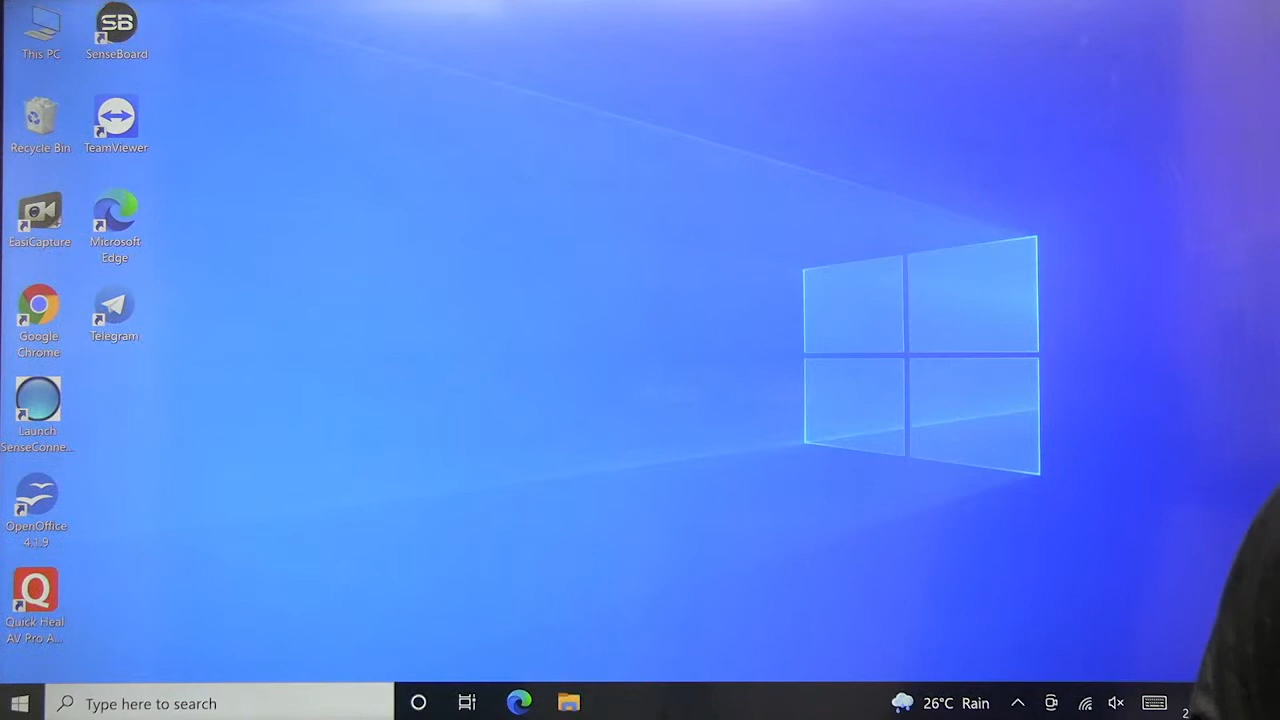 This PC
SB
SenseBoard
Recycle Bin
TeamViewer
EasiCapture
Microsoft
Edge
Google
Chrome
Telegram
Launch
SenseConne...
OpenOffice
4.1.9
Q
Quick Heal
AV Pro A...
Type here to search
26°C Rain
2